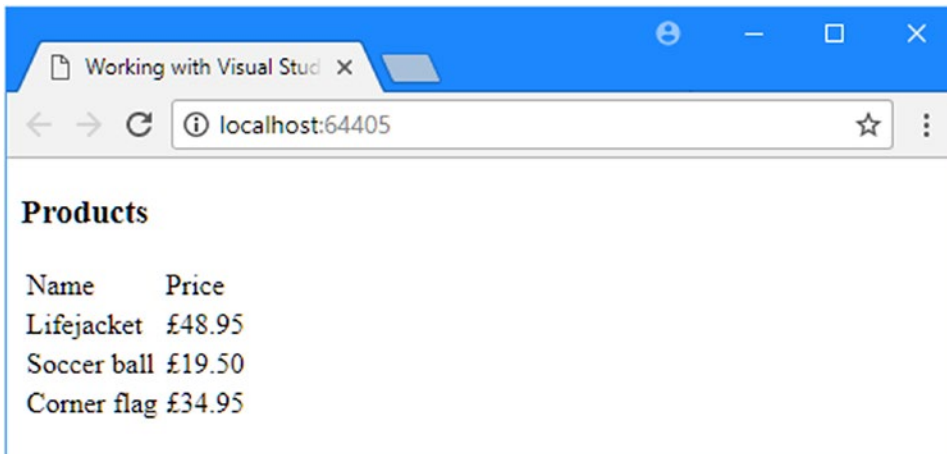 Working with Visual Stud
localhost:64405
Products
Name Price
Lifejacket £48.95
Soccer ball £19.50
Corner flag £34.95